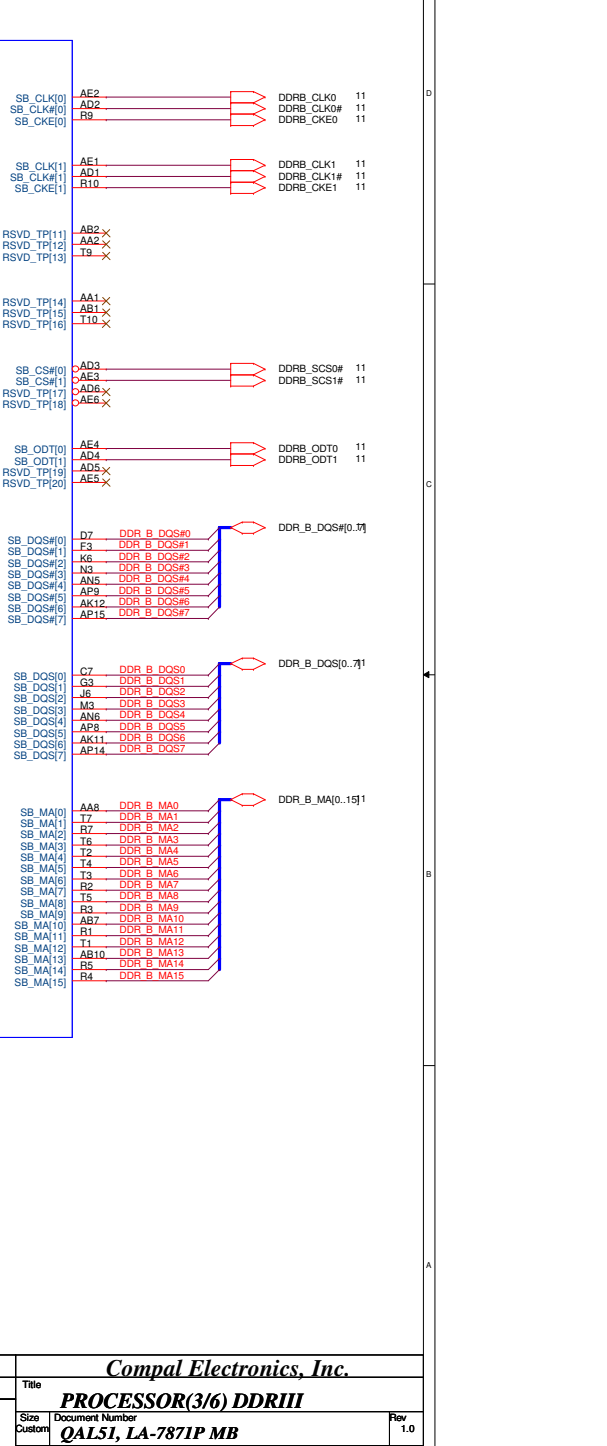 SB_CLK[0] AE2 DDRB_CLK0 11
SB_CLK#[0] AD2 DDRB_CLK0# 11
SB_CKE[0] R9 DDRB_CKE0 11
D
SB_CLK[1] AE1 DDRB_CLK1 11
SB_CLK#[1] AD1 DDRB_CLK1# 11
SB_CKE[1] R10 DDRB_CKE1 11
RSVD_TP[11] AB2
RSVD_TP[12] AA2
RSVD_TP[13] T9
RSVD_TP[14] AA1
RSVD_TP[15] AB1
RSVD_TP[16] T10
SB_CS#[0] AD3 DDRB_SCS0# 11
SB_CS#[1] AE3 DDRB_SCS1# 11
RSVD_TP[17] AD6
RSVD_TP[18] AE6
SB_ODT[0] AE4 DDRB_ODT0 11
SB_ODT[1] AD4 DDRB_ODT1 11
RSVD_TP[19] AD5
RSVD_TP[20] AE5
C
DDR_B_DQS#[0..7] 11
SB_DQS#[0] D7 DDR_B_DQS#0
SB_DQS#[1] F3 DDR_B_DQS#1
SB_DQS#[2] K6 DDR_B_DQS#2
SB_DQS#[3] N3 DDR_B_DQS#3
SB_DQS#[4] AN5 DDR_B_DQS#4
SB_DQS#[5] AP9 DDR_B_DQS#5
SB_DQS#[6] AK12 DDR_B_DQS#6
SB_DQS#[7] AP15 DDR_B_DQS#7
DDR_B_DQS[0..7] 11
SB_DQS[0] C7 DDR_B_DQS0
SB_DQS[1] G3 DDR_B_DQS1
SB_DQS[2] J6 DDR_B_DQS2
SB_DQS[3] M3 DDR_B_DQS3
SB_DQS[4] AN6 DDR_B_DQS4
SB_DQS[5] AP8 DDR_B_DQS5
SB_DQS[6] AK11 DDR_B_DQS6
SB_DQS[7] AP14 DDR_B_DQS7
DDR_B_MA[0..15] 11
SB_MA[0] AA8 DDR_B_MA0
SB_MA[1] T7 DDR_B_MA1
SB_MA[2] R7 DDR_B_MA2
SB_MA[3] T6 DDR_B_MA3
SB_MA[4] T2 DDR_B_MA4
SB_MA[5] T4 DDR_B_MA5
SB_MA[6] T3 DDR_B_MA6
B
SB_MA[7] R2 DDR_B_MA7
SB_MA[8] T5 DDR_B_MA8
SB_MA[9] R3 DDR_B_MA9
SB_MA[10] AB7 DDR_B_MA10
SB_MA[11] R1 DDR_B_MA11
SB_MA[12] T1 DDR_B_MA12
SB_MA[13] AB10 DDR_B_MA13
SB_MA[14] R5 DDR_B_MA14
SB_MA[15] R4 DDR_B_MA15
A
Compal Electronics, Inc.
Title
PROCESSOR(3/6) DDRIII
Size Document Number Rev
Custom QAL51, LA-7871P MB 1.0